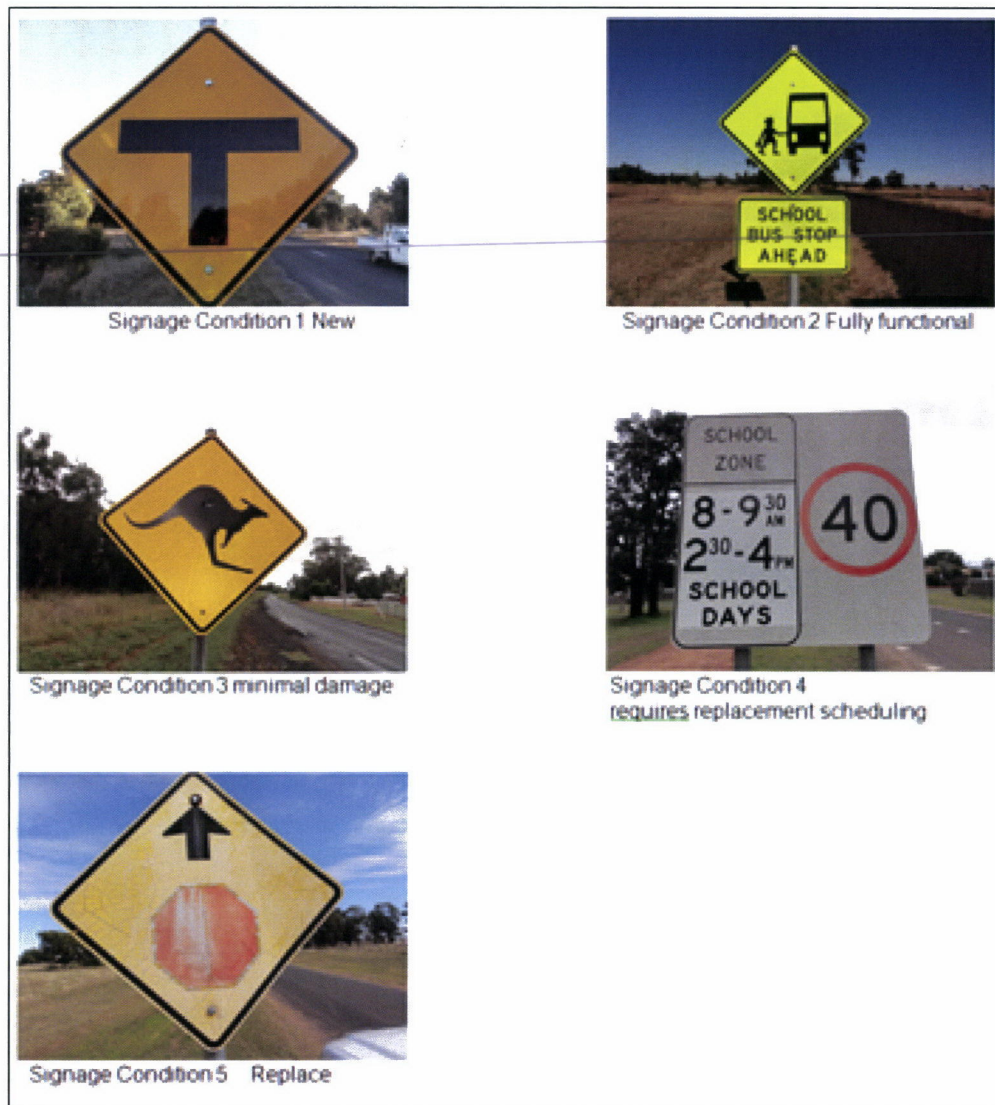 Signage Condition 1 New
SCHOOL
BUS STOP
AHEAD
Signage Condition 2 Fully functional
Signage Condition 3 minimal damage
SCHOOL
ZONE
8 - 9 30 AM
2 30 - 4 PM
SCHOOL
DAYS
40
Signage Condition 4
requires replacement scheduling
Signage Condition 5 Replace